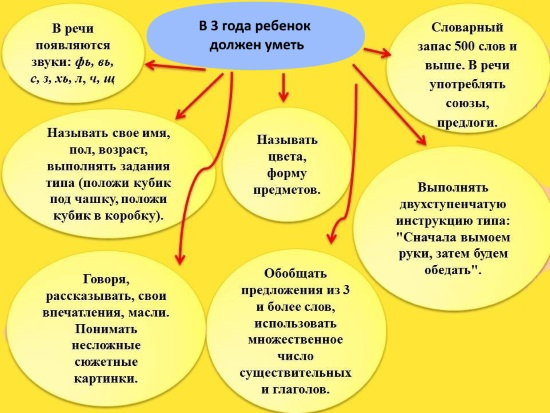 В 3 года ребенок
должен уметь
В речи
появляются
звуки: фь, вь,
с, з, хь, л, ч, щ
Словарный
запас 500 слов и
выше. В речи
употреблять
союзы,
предлоги.
Называть свое имя,
пол, возраст,
выполнять задания
типа (положи кубик
под чашку, положи
кубик в коробку).
Называть
цвета,
форму
предметов.
Выполнять
двухступенчатую
инструкцию типа:
"Сначала вымоем
руки, затем будем
обедать".
Говоря,
рассказывать, свои
впечатления, масли.
Понимать
несложные
сюжетные
картинки.
Обобщать
предложения из 3
и более слов,
использовать
множественное
число
существительных
и глаголов.